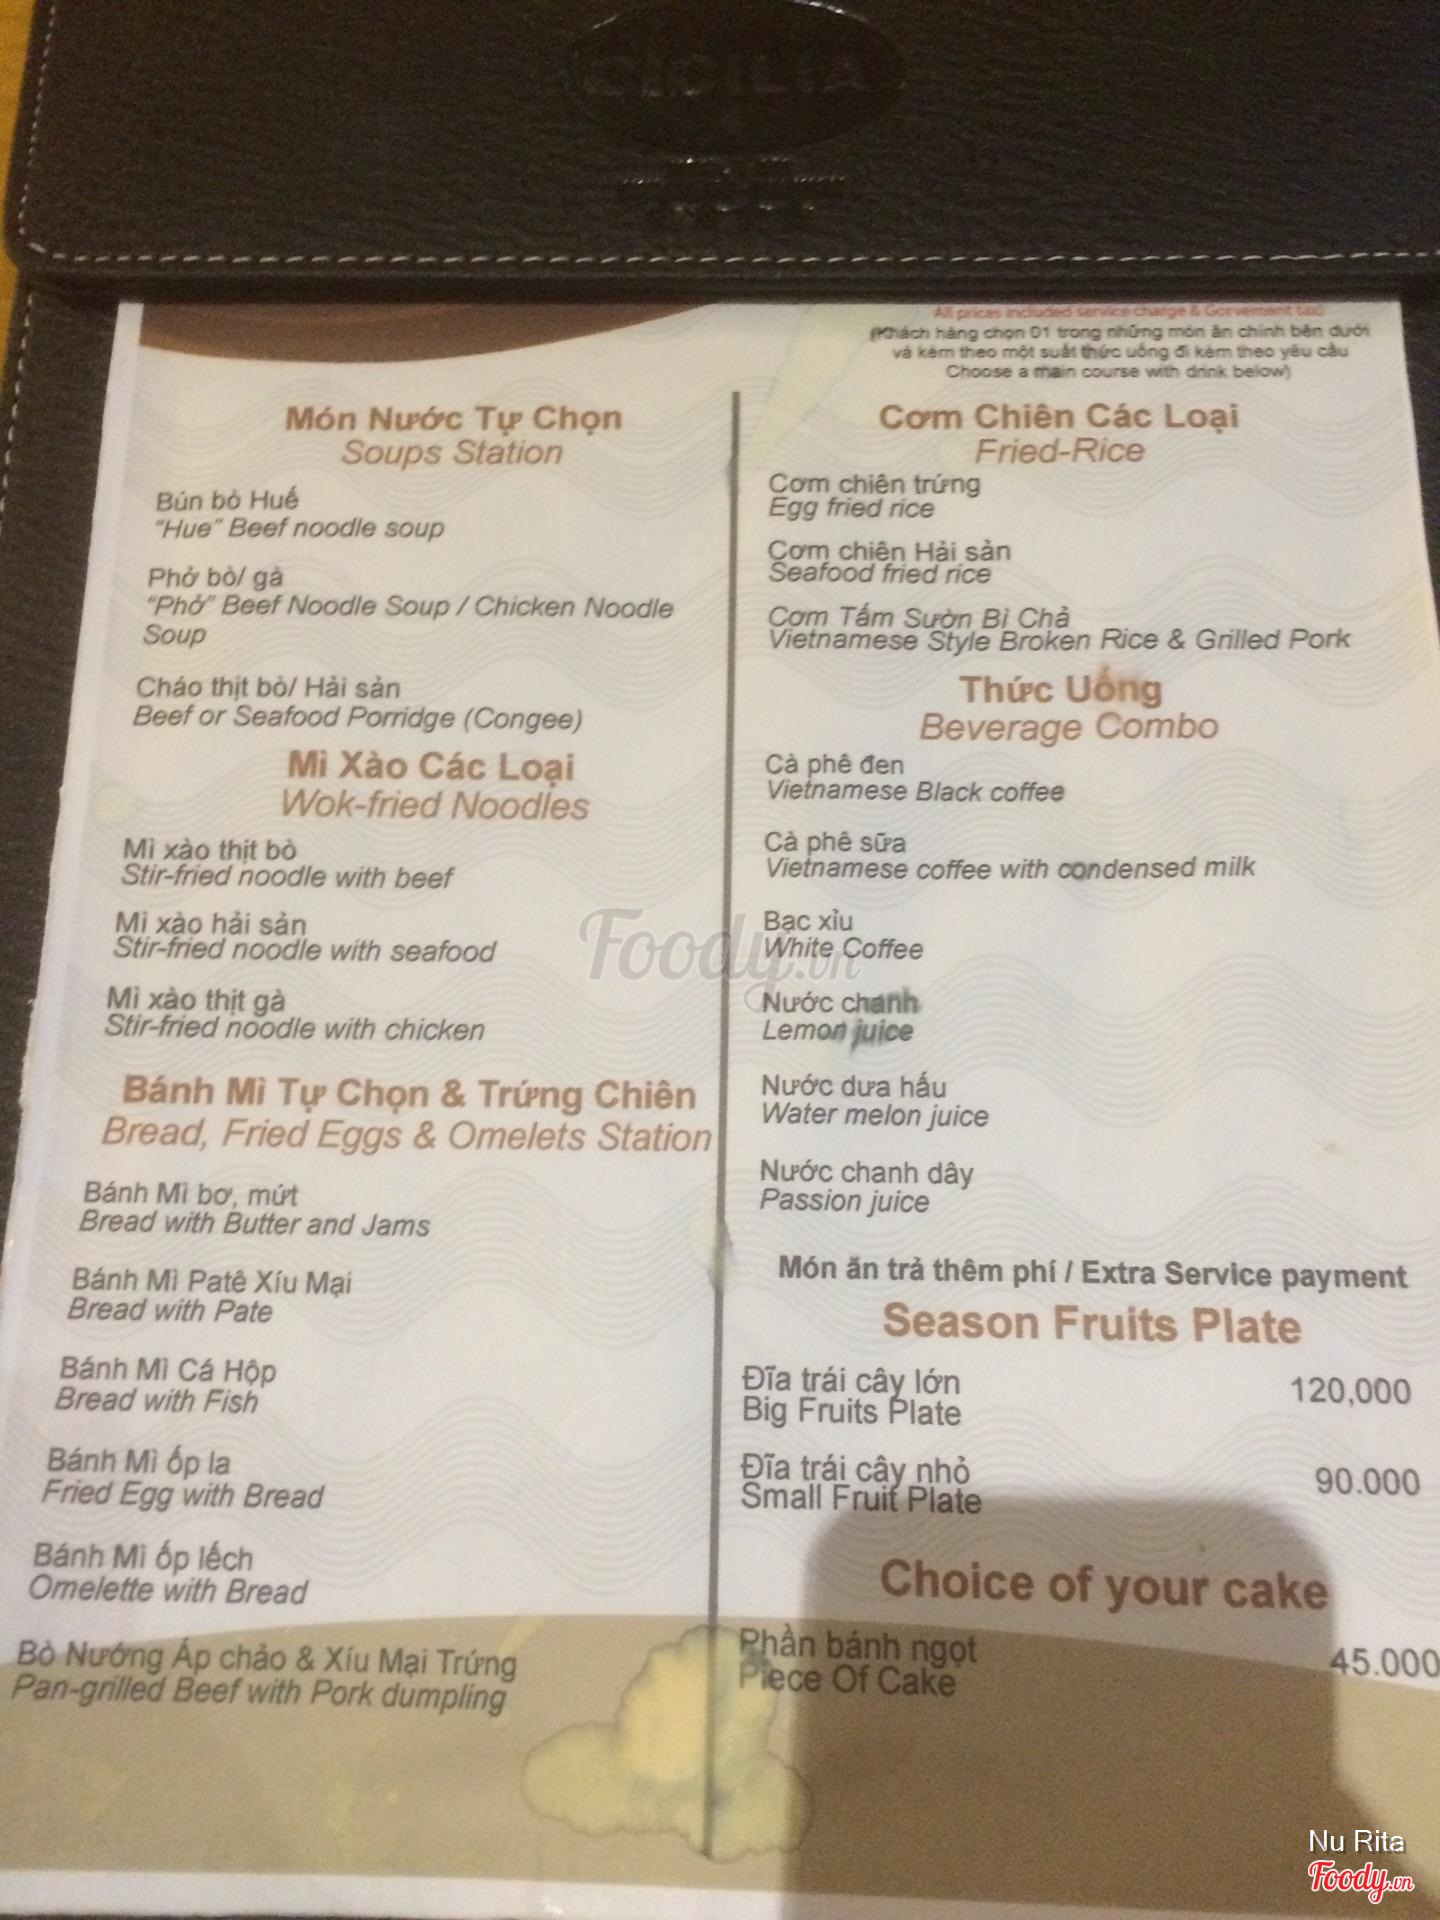 CICILIA
All prices included service charge & Gorverment tax)
(Khách hàng chọn 01 trong những món ăn chính bên dưới
và kèm theo một suất thức uống đi kèm theo yêu cầu
Choose a main course with drink below)
Món Nước Tự Chọn
Soups Station
Bún bò Huế
“Hue” Beef noodle soup
Phở bò/ gà
“Phở” Beef Noodle Soup / Chicken Noodle
Soup
Cháo thịt bò/ Hải sản
Beef or Seafood Porridge (Congee)
Mì Xào Các Loại
Wok-fried Noodles
Mì xào thịt bò
Stir-fried noodle with beef
Mì xào hải sản
Stir-fried noodle with seafood
Mì xào thịt gà
Stir-fried noodle with chicken
Bánh Mì Tự Chọn & Trứng Chiên
Bread, Fried Eggs & Omelets Station
Bánh Mì bơ, mứt
Bread with Butter and Jams
Bánh Mì Patê Xíu Mại
Bread with Pate
Bánh Mì Cá Hộp
Bread with Fish
Bánh Mì ốp la
Fried Egg with Bread
Bánh Mì ốp lếch
Omelette with Bread
Bò Nướng Áp chảo & Xíu Mại Trứng
Pan-grilled Beef with Pork dumpling
Cơm Chiên Các Loại
Fried-Rice
Cơm chiên trứng
Egg fried rice
Cơm chiên Hải sản
Seafood fried rice
Cơm Tấm Sườn Bì Chả
Vietnamese Style Broken Rice & Grilled Pork
Thức Uống
Beverage Combo
Cà phê đen
Vietnamese Black coffee
Cà phê sữa
Vietnamese coffee with condensed milk
Bạc xỉu
White Coffee
Nước chanh
Lemon juice
Nước dưa hấu
Water melon juice
Nước chanh dây
Passion juice
Món ăn trả thêm phí / Extra Service payment
Season Fruits Plate
Đĩa trái cây lớn 120,000
Big Fruits Plate
Đĩa trái cây nhỏ 90.000
Small Fruit Plate
Choice of your cake
Phần bánh ngọt 45.000
Piece Of Cake
Foody.vn
Nu Rita
Foody.vn